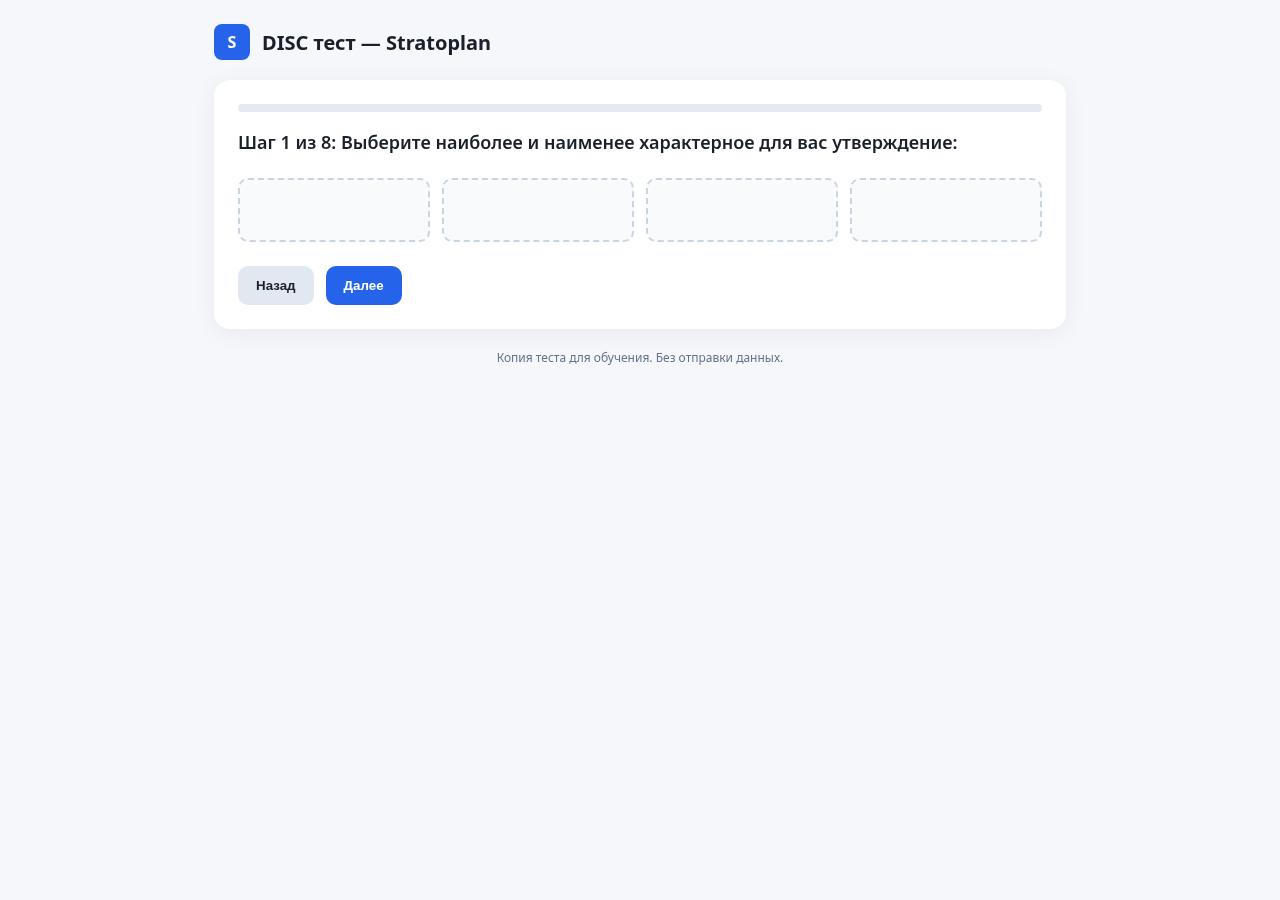 S
DISC тест — Stratoplan
Шаг 1 из 8: Выберите наиболее и наименее характерное для вас утверждение:
Назад
Далее
Копия теста для обучения. Без отправки данных.